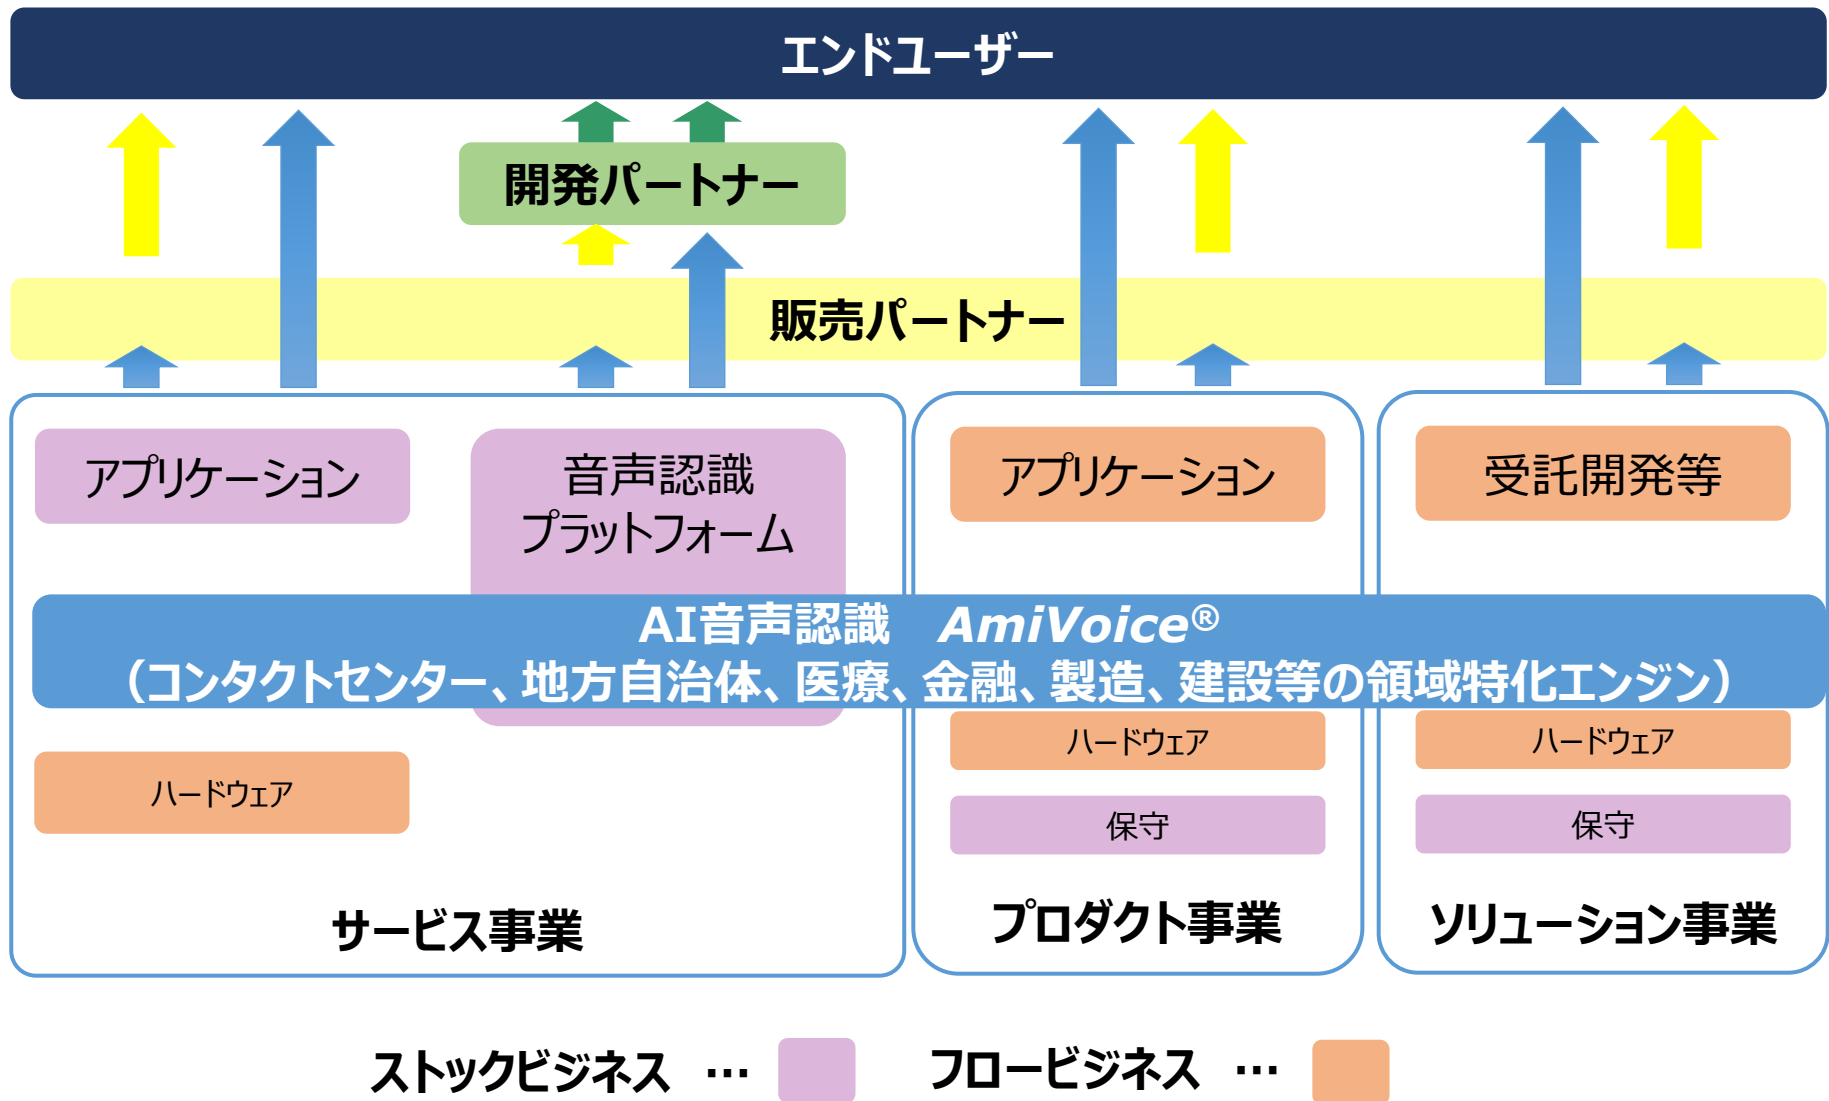 エンドユーザー
開発パートナー
販売パートナー
アプリケーション
音声認識
プラットフォーム
アプリケーション
受託開発等
AI音声認識　AmiVoice®
（コンタクトセンター、地方自治体、医療、金融、製造、建設等の領域特化エンジン）
ハードウェア
ハードウェア
ハードウェア
保守
保守
サービス事業
プロダクト事業
ソリューション事業
ストックビジネス …
フロービジネス …